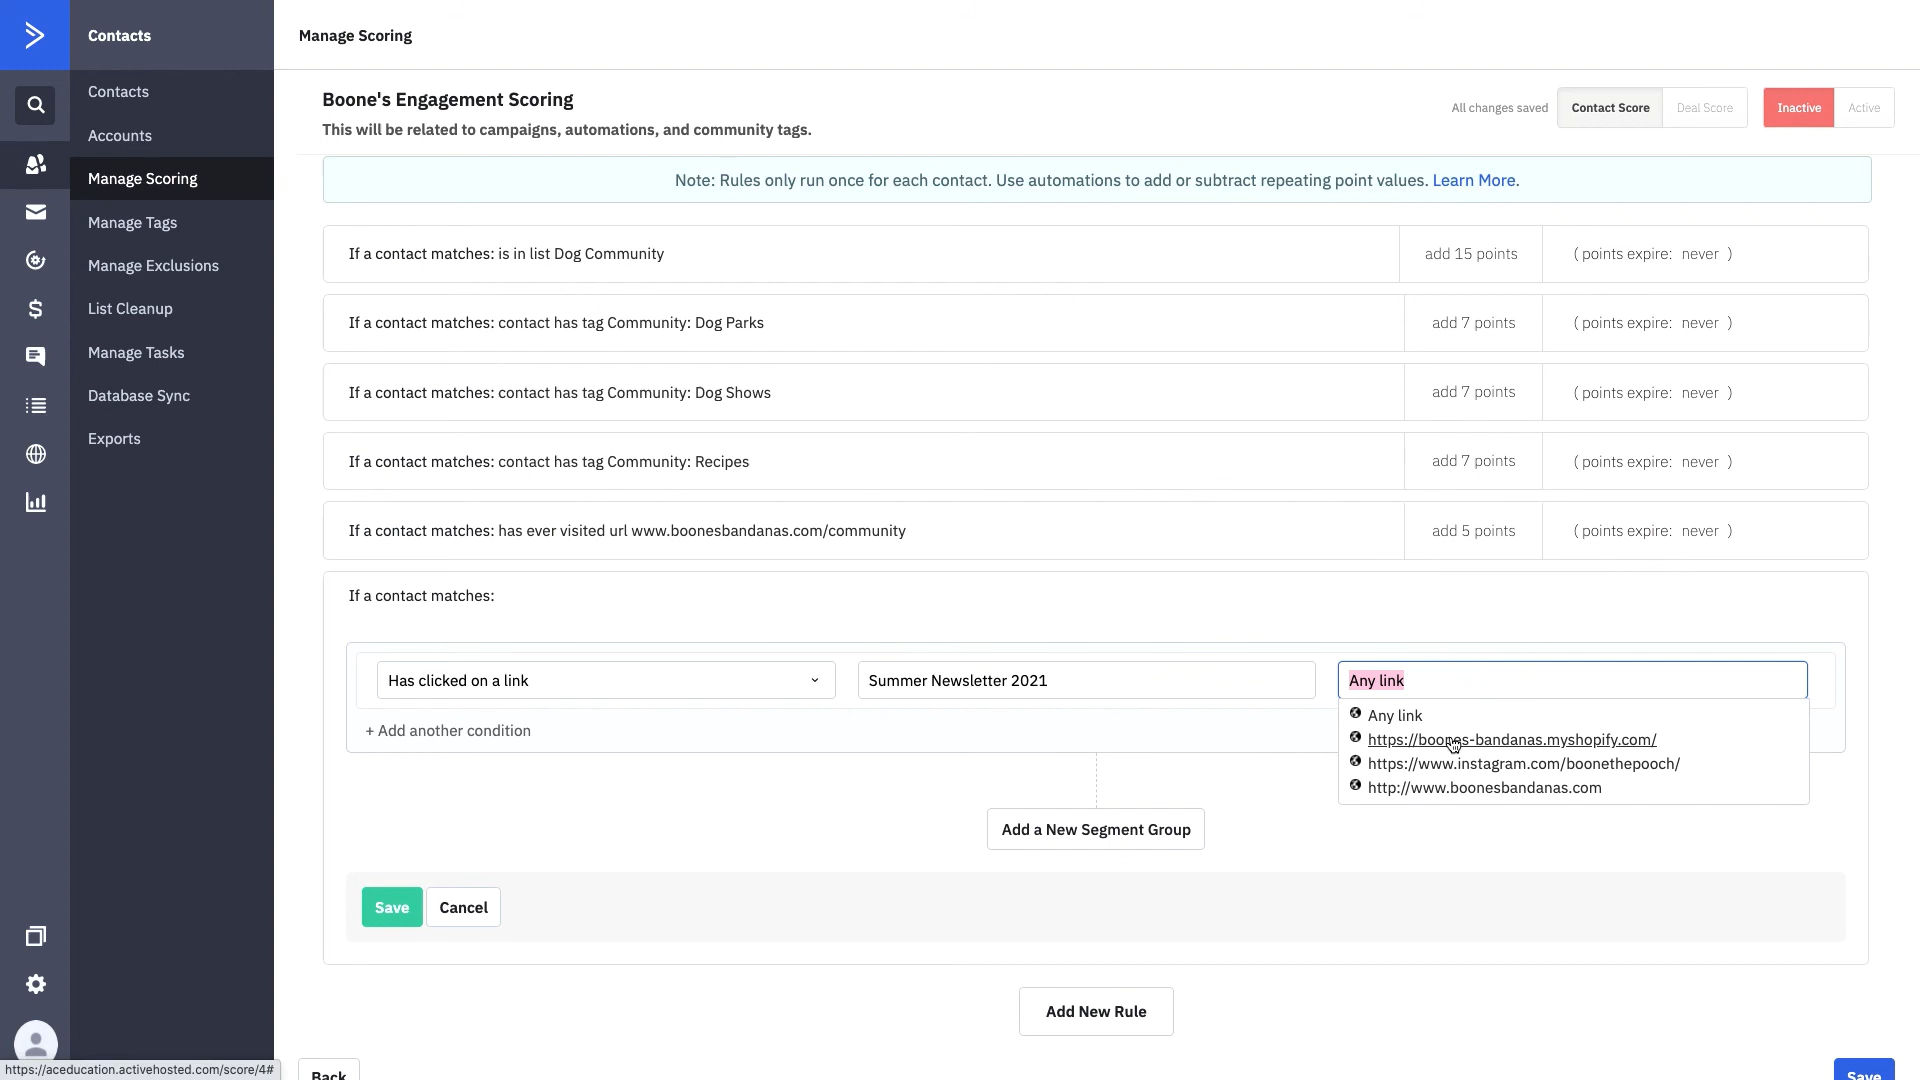 Contacts
Manage Scoring
Contacts
Accounts
Manage Scoring
Manage Tags
Manage Exclusions
List Cleanup
Manage Tasks
Database Sync
Exports
Boone's Engagement Scoring
This will be related to campaigns, automations, and community tags.
All changes saved
Contact Score
Deal Score
Inactive
Active
Note: Rules only run once for each contact. Use automations to add or subtract repeating point values. Learn More.
If a contact matches: is in list Dog Community
add 15 points
( points expire: never )
If a contact matches: contact has tag Community: Dog Parks
add 7 points
( points expire: never )
If a contact matches: contact has tag Community: Dog Shows
add 7 points
( points expire: never )
If a contact matches: contact has tag Community: Recipes
add 7 points
( points expire: never )
If a contact matches: has ever visited url www.boonesbandanas.com/community
add 5 points
( points expire: never )
If a contact matches:
Has clicked on a link
Summer Newsletter 2021
Any link
Any link
https://boones-bandanas.myshopify.com/
https://www.instagram.com/boonethepooch/
http://www.boonesbandanas.com
+ Add another condition
Add a New Segment Group
Save
Cancel
Add New Rule
Back
Save
https://aceducation.activehosted.com/score/4#